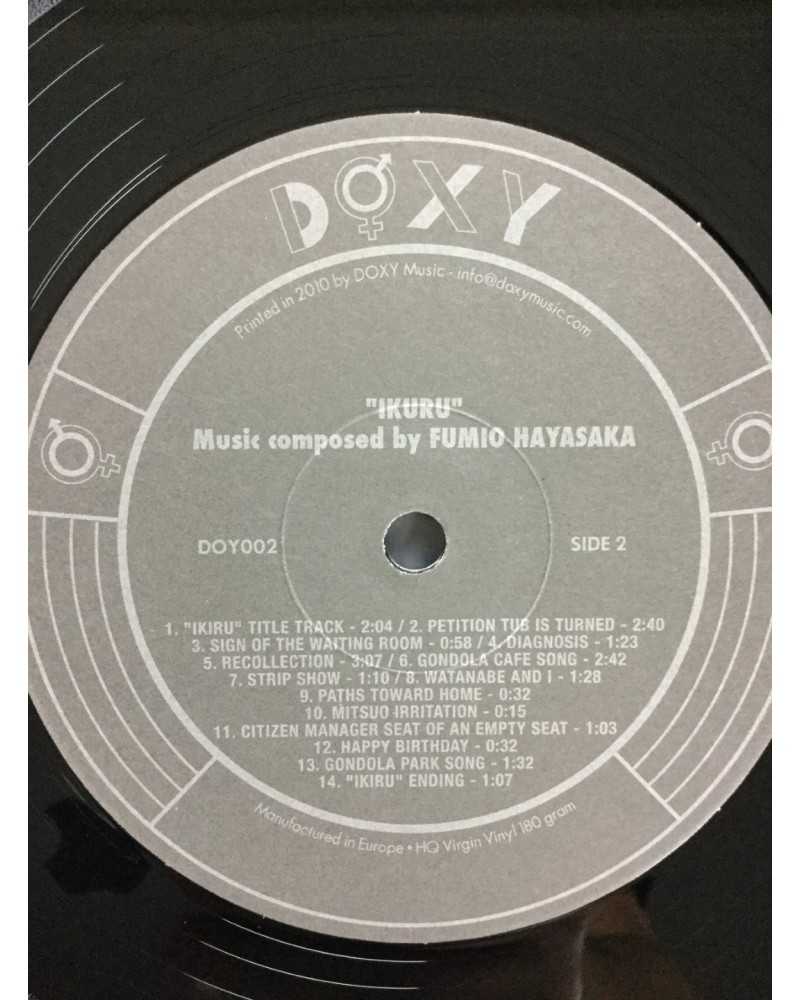 DOXY
Printed in 2010 by DOXY Music - info@doxymusic.com
"IKURU"
Music composed by FUMIO HAYASAKA
DOY002
SIDE 2
1. "IKIRU" TITLE TRACK - 2:04 / 2. PETITION TUB IS TURNED - 2:40
3. SIGN OF THE WAITING ROOM - 0:58 / 4. DIAGNOSIS - 1:23
5. RECOLLECTION - 3:07 / 6. GONDOLA CAFE SONG - 2:42
7. STRIP SHOW - 1:10 / 8. WATANABE AND I - 1:28
9. PATHS TOWARD HOME - 0:32
10. MITSUO IRRITATION - 0:15
11. CITIZEN MANAGER SEAT OF AN EMPTY SEAT - 1:03
12. HAPPY BIRTHDAY - 0:32
13. GONDOLA PARK SONG - 1:32
14. "IKIRU" ENDING - 1:07
Manufactured in Europe • HQ Virgin Vinyl 180 gram